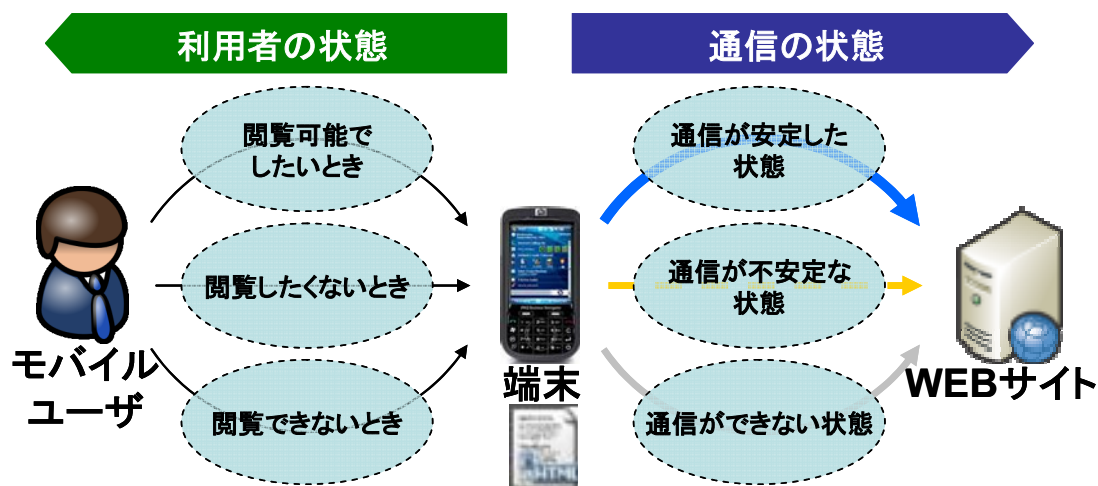 利用者の状態
通信の状態
閲覧可能で
したいとき
閲覧したくないとき
閲覧できないとき
通信が安定した
状態
通信が不安定な
状態
通信ができない状態
モバイル
ユーザ
端末
WEBサイト
HTML